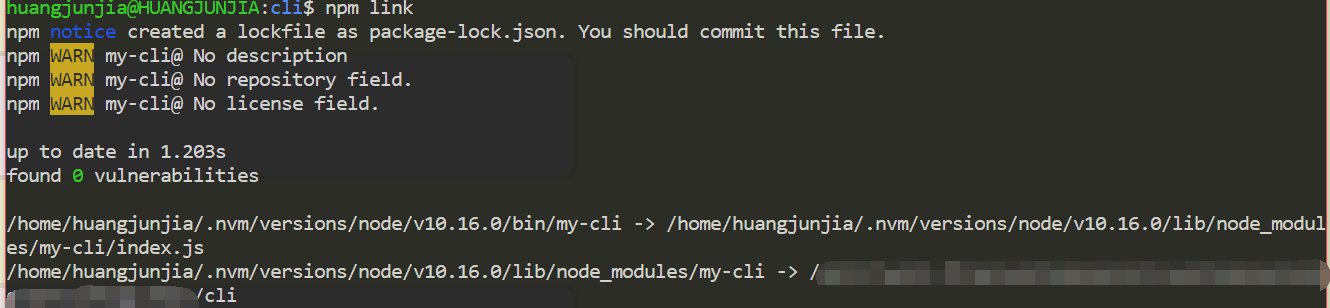 huangjunjia@HUANGJUNJIA:cli$ npm link
npm notice created a lockfile as package-lock.json. You should commit this file.
npm WARN my-cli@ No description
npm WARN my-cli@ No repository field.
npm WARN my-cli@ No license field.
up to date in 1.203s
found 0 vulnerabilities
/home/huangjunjia/.nvm/versions/node/v10.16.0/bin/my-cli -> /home/huangjunjia/.nvm/versions/node/v10.16.0/lib/node_modul
es/my-cli/index.js
/home/huangjunjia/.nvm/versions/node/v10.16.0/lib/node_modules/my-cli -> /
/cli